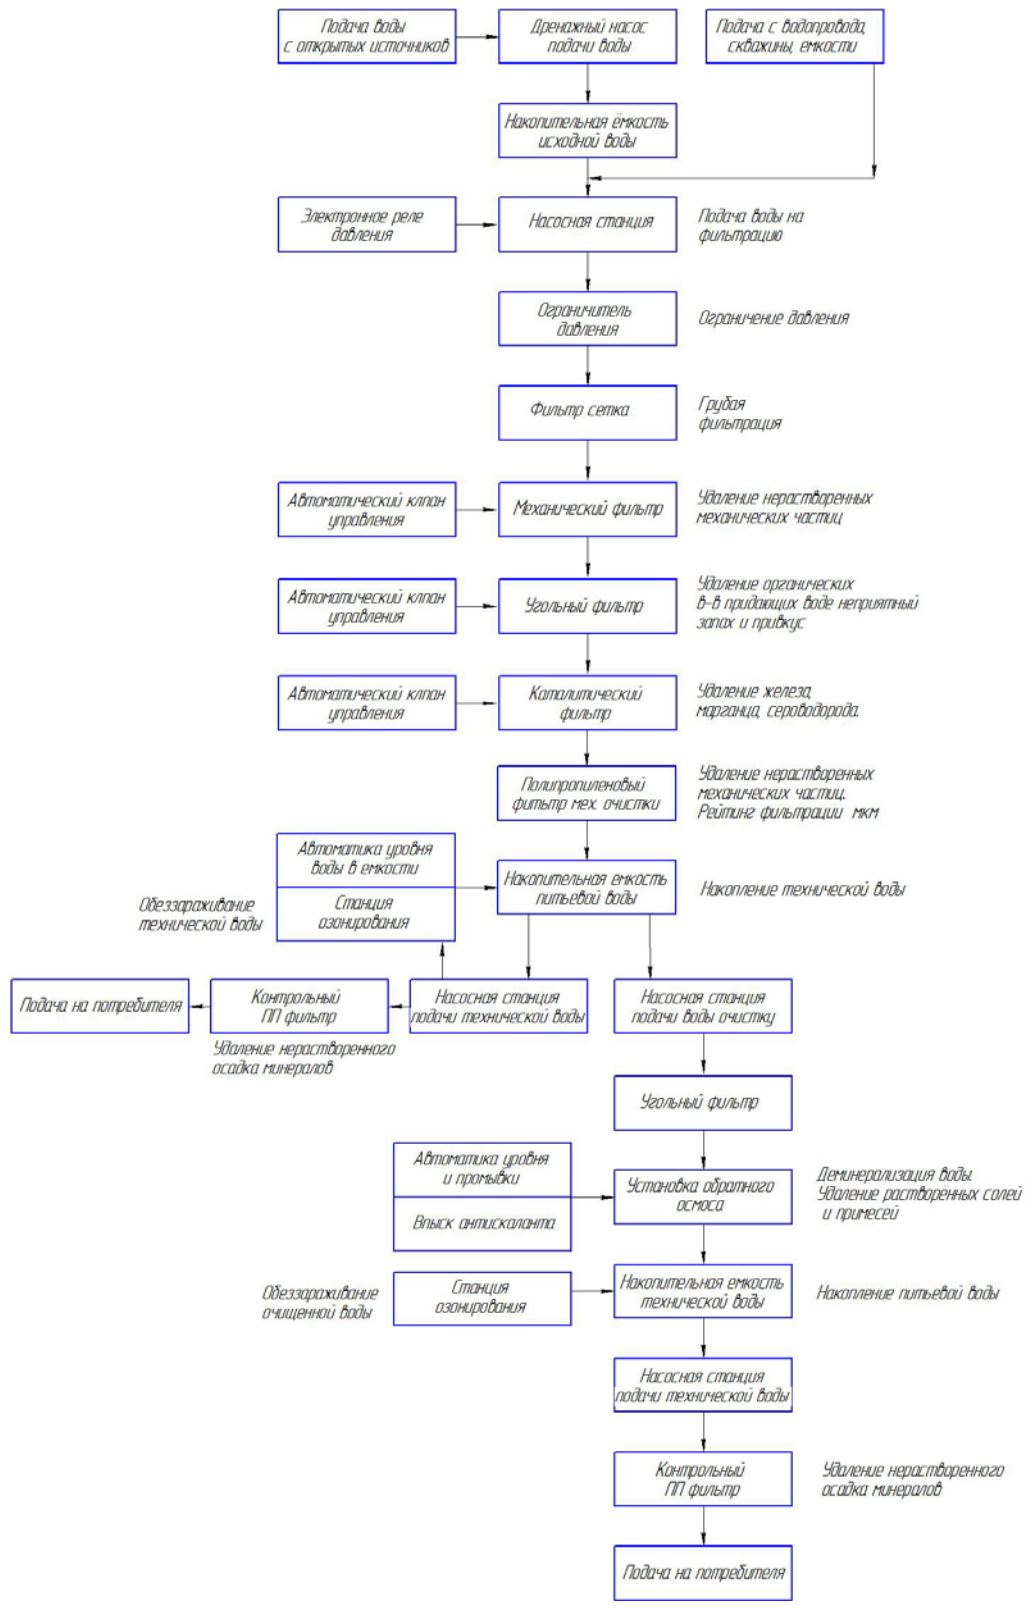 Подача воды
с открытых источников
Дренажный насос
подачи воды
Подача с водопровода,
скважины, емкости
Накопительная ёмкость
исходной воды
Электронное реле
давления
Насосная станция
Подача воды на
фильтрацию
Ограничитель
давления
Ограничение давления
Фильтр сетка
Грубая
фильтрация
Автоматический клпан
управления
Механический фильтр
Удаление нерастворенных
механических частиц
Автоматический клпан
управления
Угольный фильтр
Удаление органических
в-в придающих воде неприятный
запах и привкус
Автоматический клпан
управления
Каталитический
фильтр
Удаление железа,
марганца, сероводорода.
Полипропиленовый
фитьтр мех. очистки
Удаление нерастворенных
механических частиц.
Рейтинг фильтрации мкм
Автоматика уровня
воды в емкости
Станция
озонирования
Обеззараживание
технической воды
Накопительная емкость
питьевой воды
Накопление технической воды
Подача на потребителя
Контрольный
ПП фильтр
Удаление нерастворенного
осадка минералов
Насосная станция
подачи технической воды
Насосная станция
подачи воды очистку
Угольный фильтр
Автоматика уровня
и промывки
Впыск антискаланта
Установка обратного
осмоса
Деминерализация воды.
Удаление растворённых солей
и примесей
Обеззараживание
очищенной воды
Станция
озонирования
Накопительная емкость
технической воды
Накопление питьевой воды
Насосная станция
подачи технической воды
Контрольный
ПП фильтр
Удаление нерастворенного
осадка минералов
Подача на потребителя